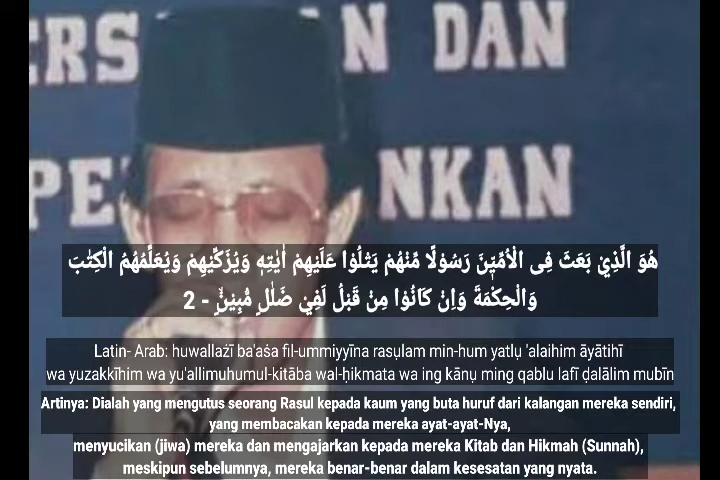 ERS AN DAN
PE NKAN
هُوَ الَّذِيْ بَعَثَ فِى الْاُمِّيّٖنَ رَسُوْلًا مِّنْهُمْ يَتْلُوْا عَلَيْهِمْ اٰيٰتِهٖ وَيُزَكِّيْهِمْ وَيُعَلِّمُهُمُ الْكِتٰبَ
وَالْحِكْمَةَ وَاِنْ كَانُوْا مِنْ قَبْلُ لَفِيْ ضَلٰلٍ مُّبِيْنٍۙ - 2
Latin- Arab: huwallażī ba'aṡa fil-ummiyyīna rasụlam min-hum yatlụ 'alaihim āyātihī
wa yuzakkīhim wa yu'allimuhumul-kitāba wal-ḥikmata wa ing kānụ ming qablu lafī ḍalālim mubīn
Artinya: Dialah yang mengutus seorang Rasul kepada kaum yang buta huruf dari kalangan mereka sendiri,
yang membacakan kepada mereka ayat-ayat-Nya,
menyucikan (jiwa) mereka dan mengajarkan kepada mereka Kitab dan Hikmah (Sunnah),
meskipun sebelumnya, mereka benar-benar dalam kesesatan yang nyata.